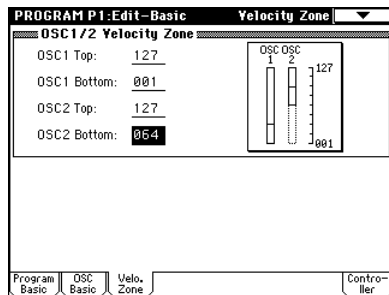 PROGRAM P1:Edit-Basic Velocity Zone
OSC1/2 Velocity Zone
OSC1 Top: 127
OSC1 Bottom: 001
OSC2 Top: 127
OSC2 Bottom: 064
OSC OSC
1 2
127
001
Program Basic
OSC Basic
Velo. Zone
Contro-
ller